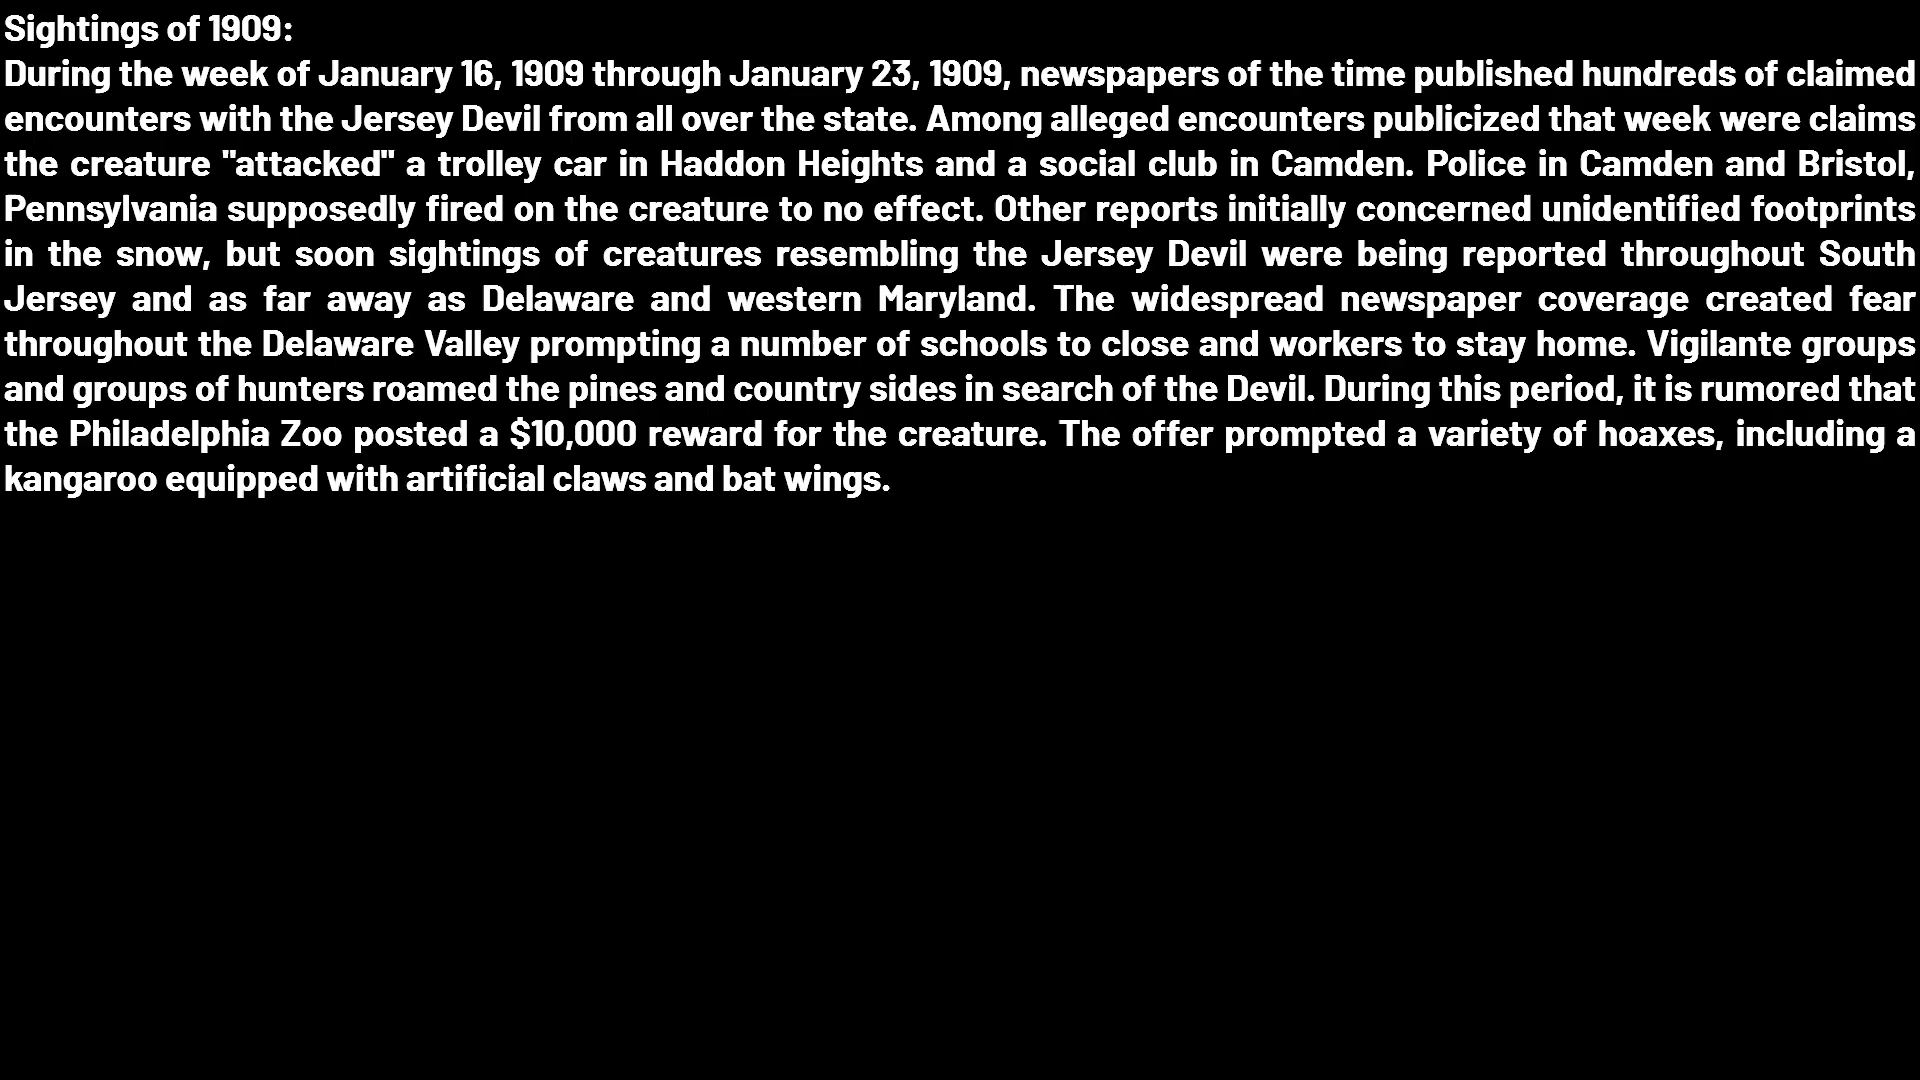 Sightings of 1909:
During the week of January 16, 1909 through January 23, 1909, newspapers of the time published hundreds of claimed
encounters with the Jersey Devil from all over the state. Among alleged encounters publicized that week were claims
the creature "attacked" a trolley car in Haddon Heights and a social club in Camden. Police in Camden and Bristol,
Pennsylvania supposedly fired on the creature to no effect. Other reports initially concerned unidentified footprints
in the snow, but soon sightings of creatures resembling the Jersey Devil were being reported throughout South
Jersey and as far away as Delaware and western Maryland. The widespread newspaper coverage created fear
throughout the Delaware Valley prompting a number of schools to close and workers to stay home. Vigilante groups
and groups of hunters roamed the pines and country sides in search of the Devil. During this period, it is rumored that
the Philadelphia Zoo posted a $10,000 reward for the creature. The offer prompted a variety of hoaxes, including a
kangaroo equipped with artificial claws and bat wings.